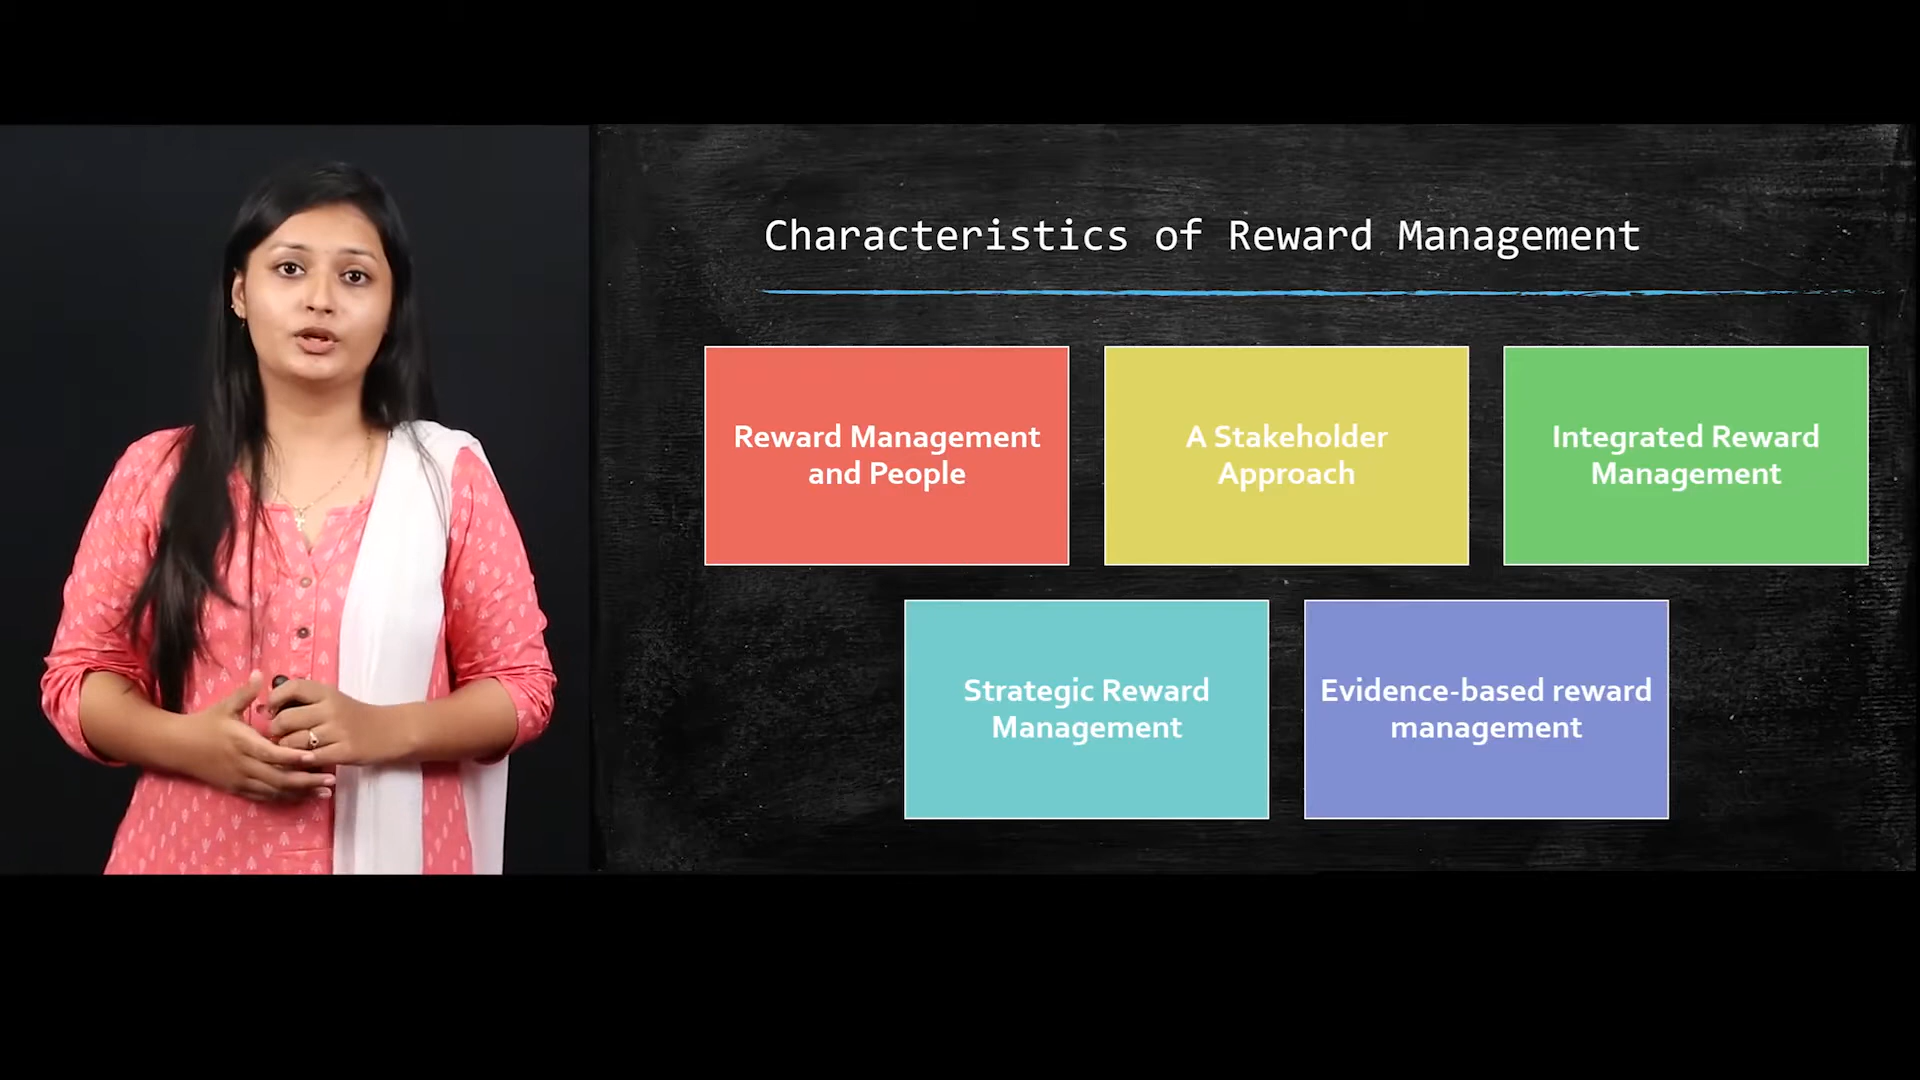 Characteristics of Reward Management
Reward Management
and People
A Stakeholder
Approach
Integrated Reward
Management
Strategic Reward
Management
Evidence-based reward
management